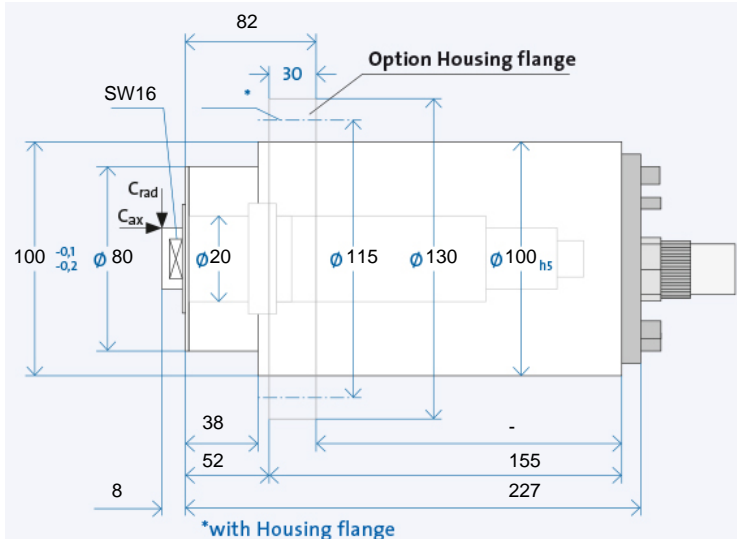 82
30
Option Housing flange
*
SW16
Crad
Cax
100 -0,1 -0,2
Ø 80
Ø20
Ø 115
Ø 130
Ø 100 h5
38
-
52
155
8
227
*with Housing flange